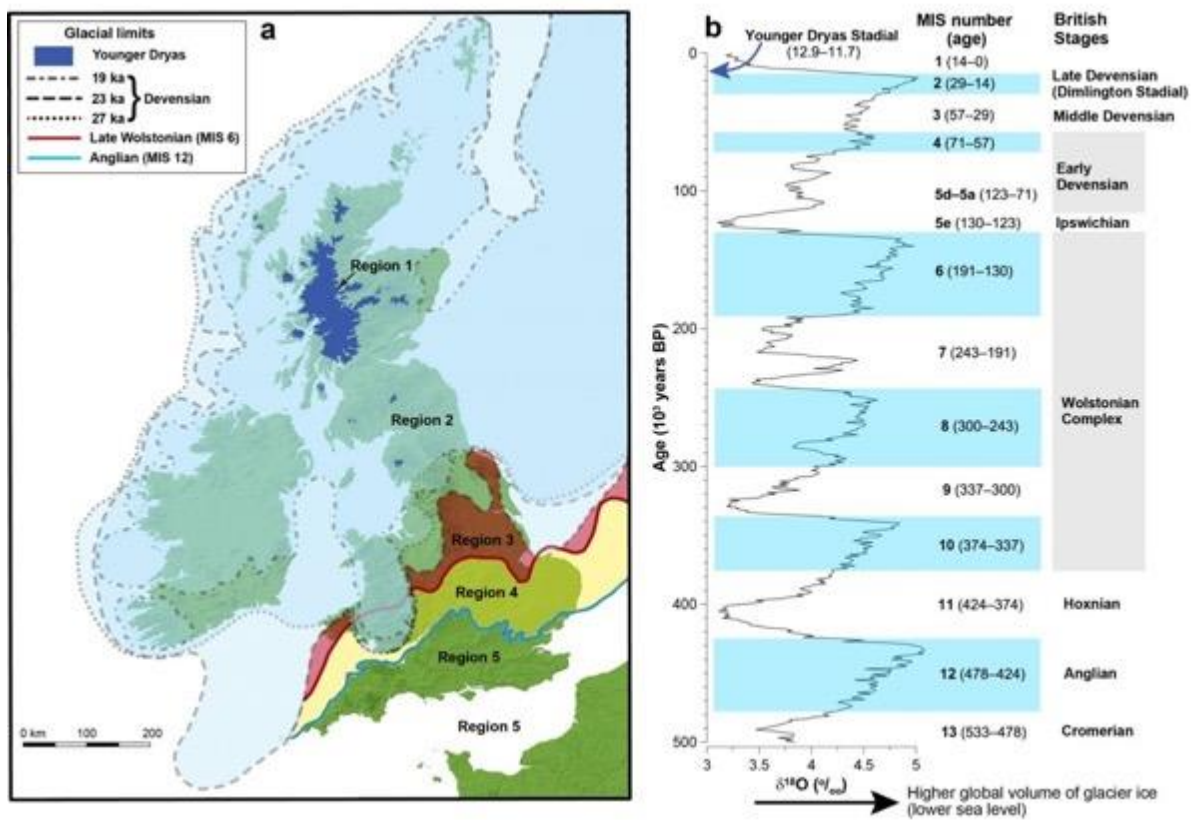 Glacial limits
Younger Dryas
19 ka
23 ka
27 ka
Devensian
Late Wolstonian (MIS 6)
Anglian (MIS 12)
a
Region 1
Region 2
Region 3
Region 4
Region 5
Region 5
0 km 100 200
b
MIS number
(age)
British
Stages
Younger Dryas Stadial
(12.9–11.7)
1 (14–0)
2 (29–14)
Late Devensian
(Dimlington Stadial)
3 (57–29)
Middle Devensian
4 (71–57)
Early
Devensian
5d–5a (123–71)
5e (130–123)
Ipswichian
6 (191–130)
7 (243–191)
Wolstonian
Complex
8 (300–243)
9 (337–300)
10 (374–337)
11 (424–374)
Hoxnian
12 (478–424)
Anglian
13 (533–478)
Cromerian
Age (10³ years BP)
0
100
200
300
400
500
3 3.5 4 4.5 5
δ¹⁸O (º/ₒₒ)
Higher global volume of glacier ice
(lower sea level)